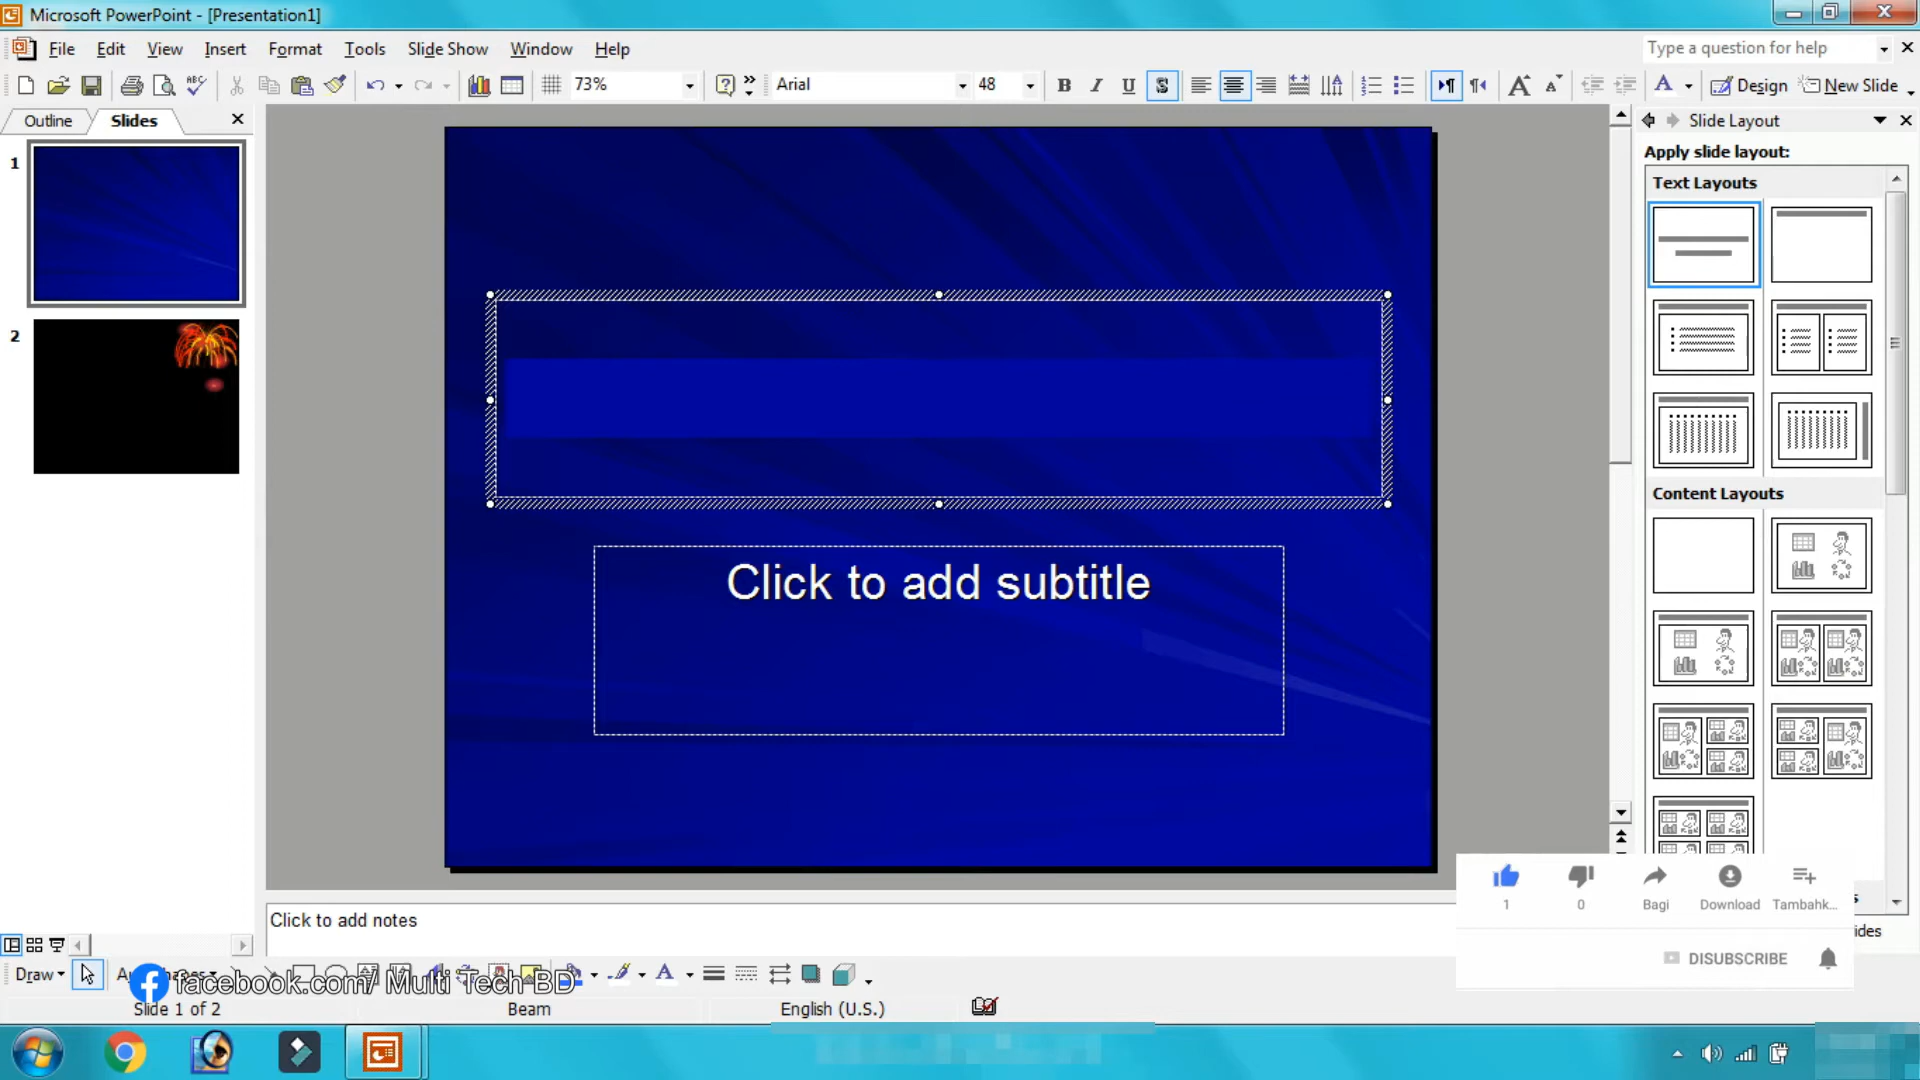 Microsoft PowerPoint - [Presentation1]
File Edit View Insert Format Tools Slide Show Window Help
Type a question for help
73%
Arial
48
Design
New Slide
Outline
Slides
Slide Layout
Apply slide layout:
Text Layouts
1
2
Content Layouts
Click to add subtitle
Click to add notes
1
0
Bagi
Download
Tambahk...
DISUBSCRIBE
Draw
facebook.com/ Multi Tech BD
Slide 1 of 2
Beam
English (U.S.)